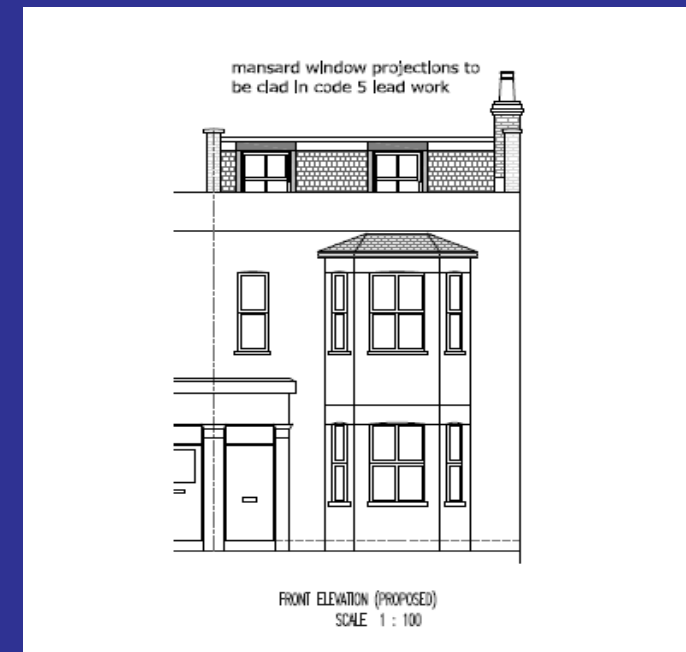 mansard window projections to
be clad in code 5 lead work
FRONT ELEVATION (PROPOSED)
SCALE 1 : 100